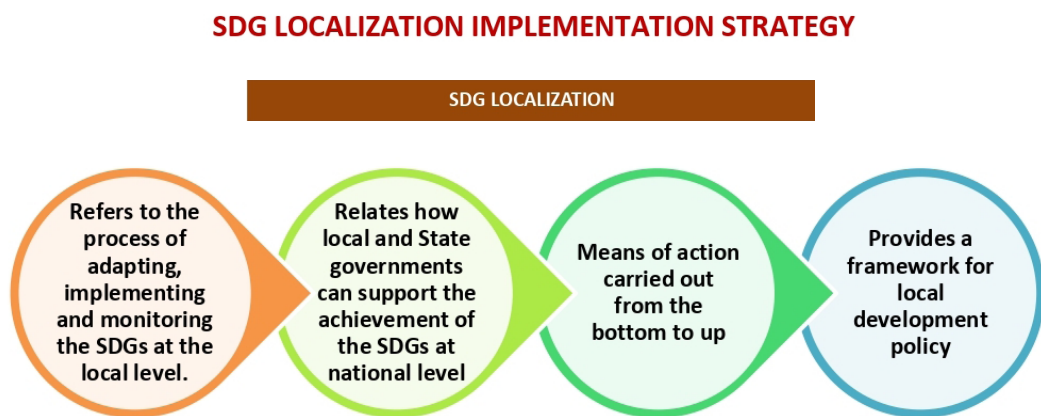 SDG LOCALIZATION IMPLEMENTATION STRATEGY
SDG LOCALIZATION
Refers to the
process of
adapting,
implementing
and monitoring
the SDGs at the
local level.
Relates how
local and State
governments
can support the
achievement of
the SDGs at
national level
Means of action
carried out
from the
bottom to up
Provides a
framework for
local
development
policy